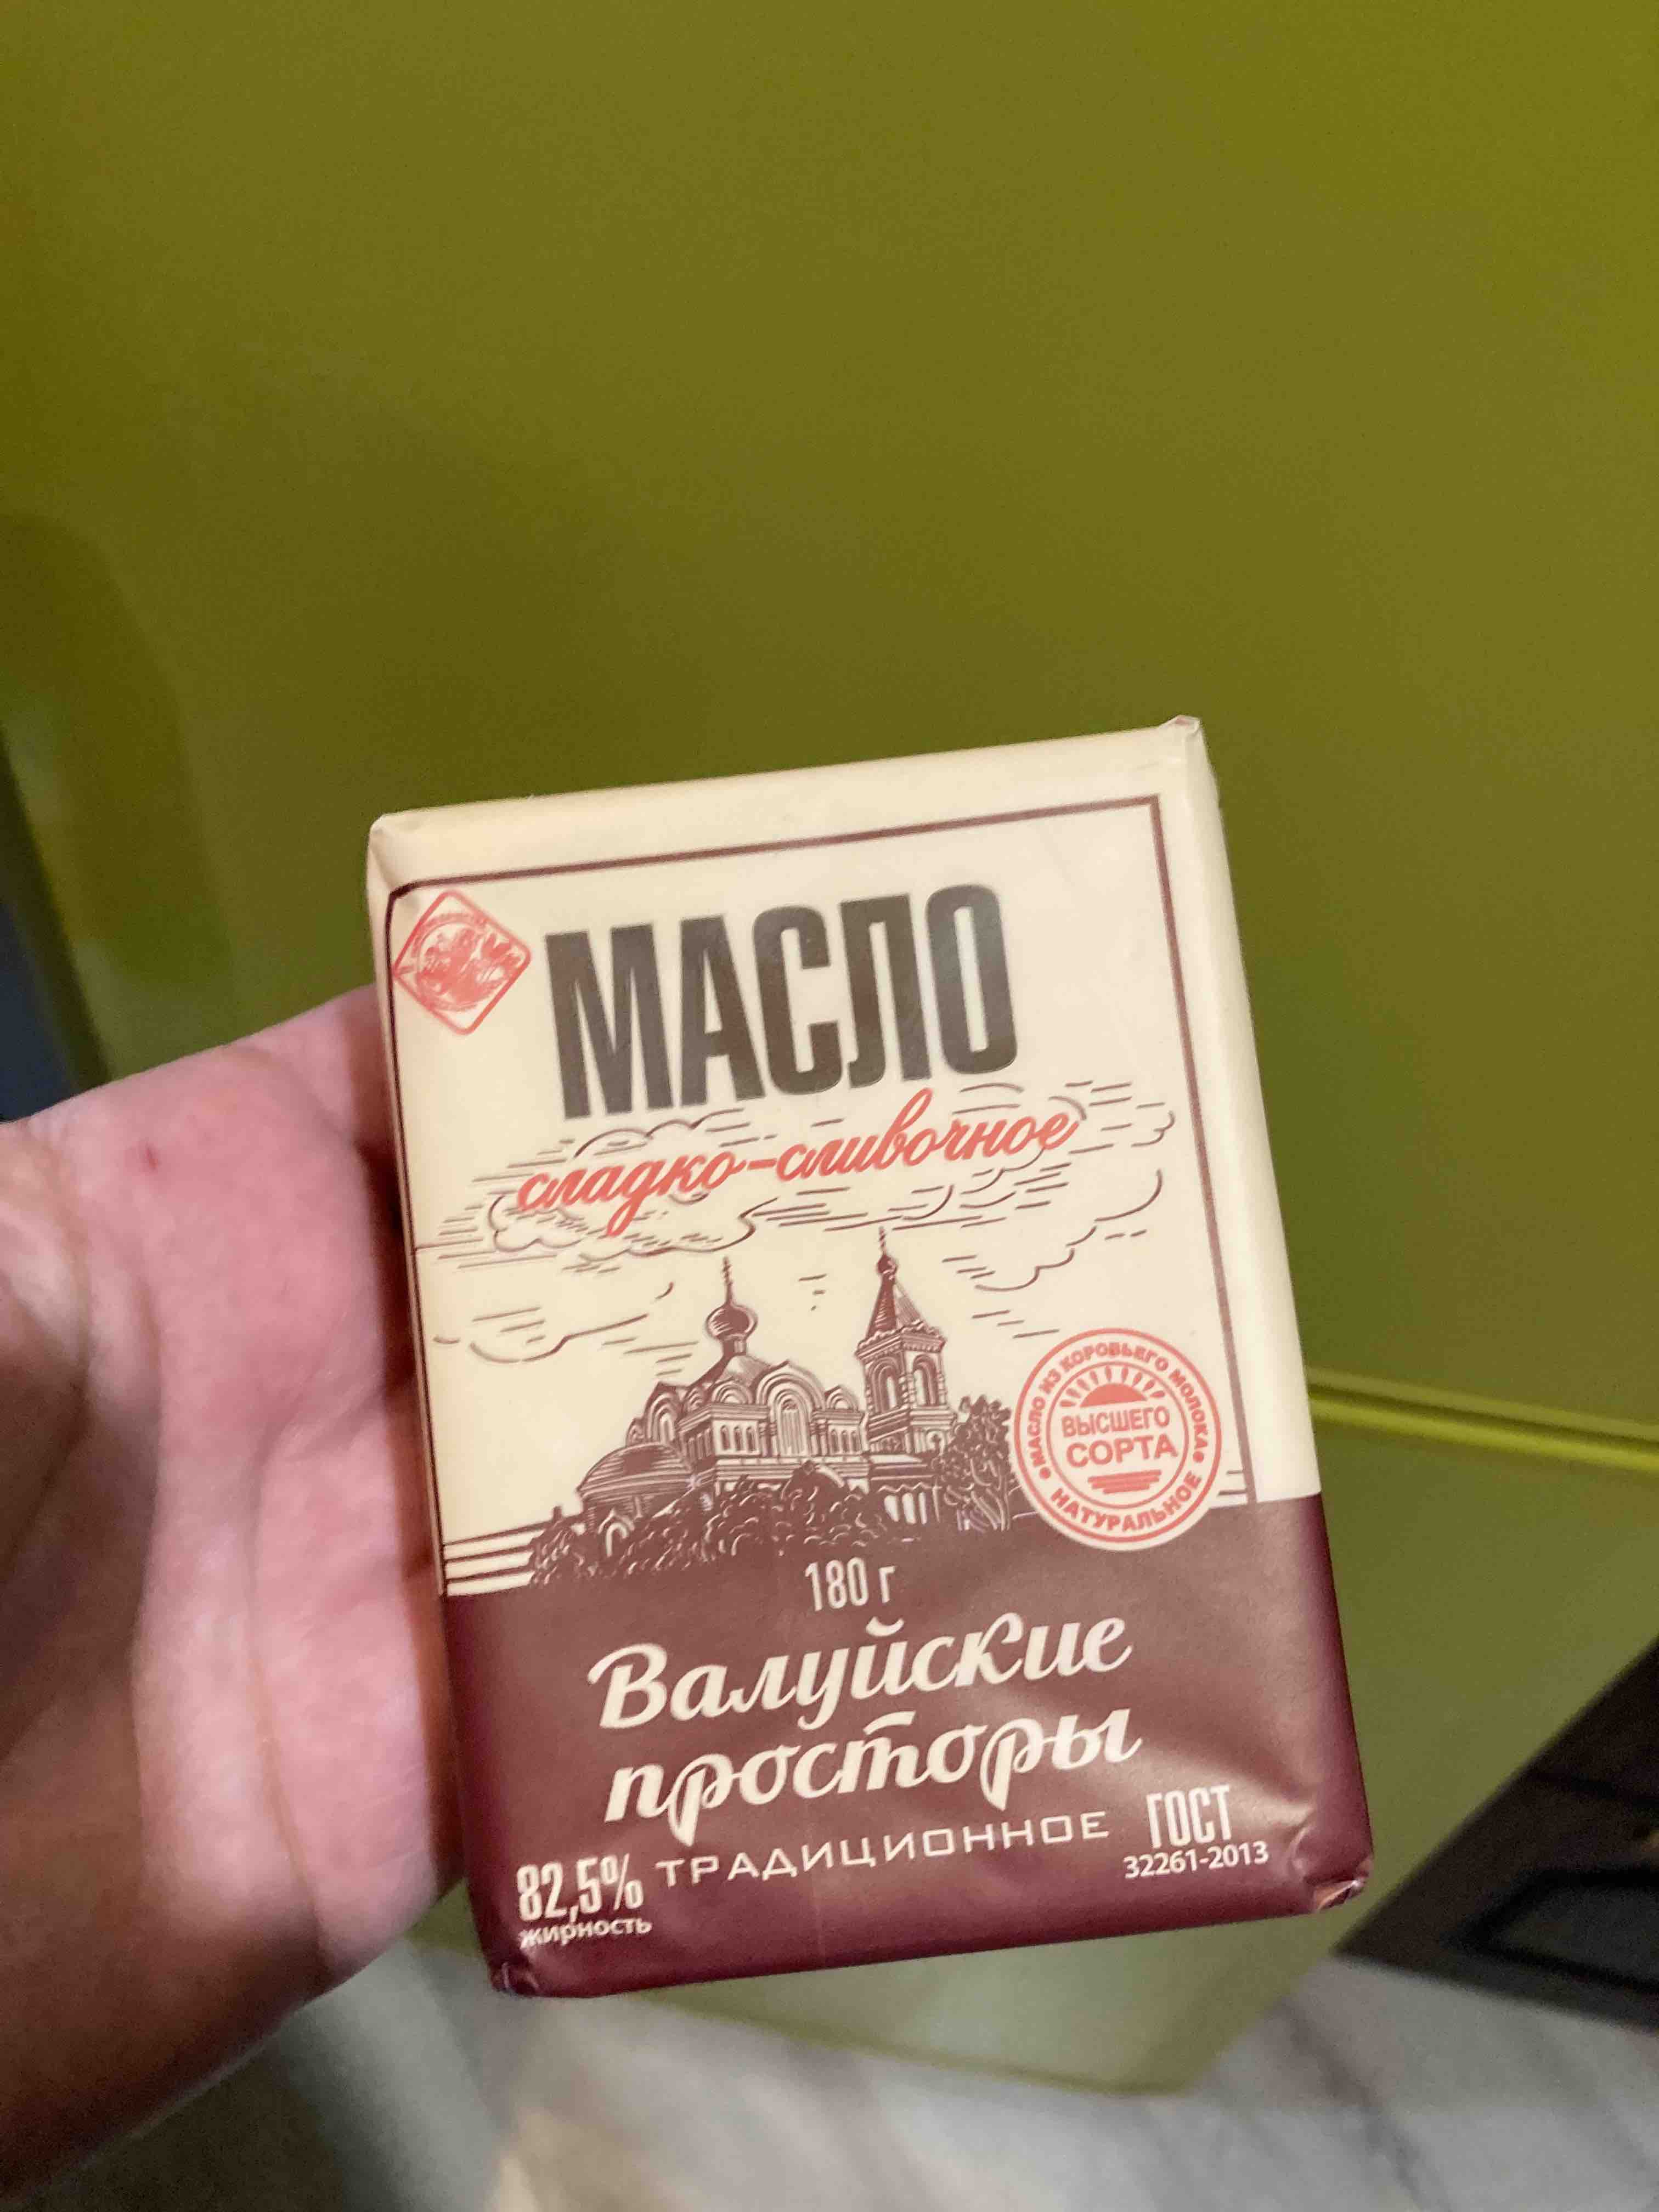 МАСЛО
сладко-сливочное
МАСЛО ИЗ КОРОВЬЕГО МОЛОКА
ВЫСШЕГО
СОРТА
НАТУРАЛЬНОЕ
180 г
Валуйские
просторы
ТРАДИЦИОННОЕ
ГОСТ
32261-2013
82,5%
жирность